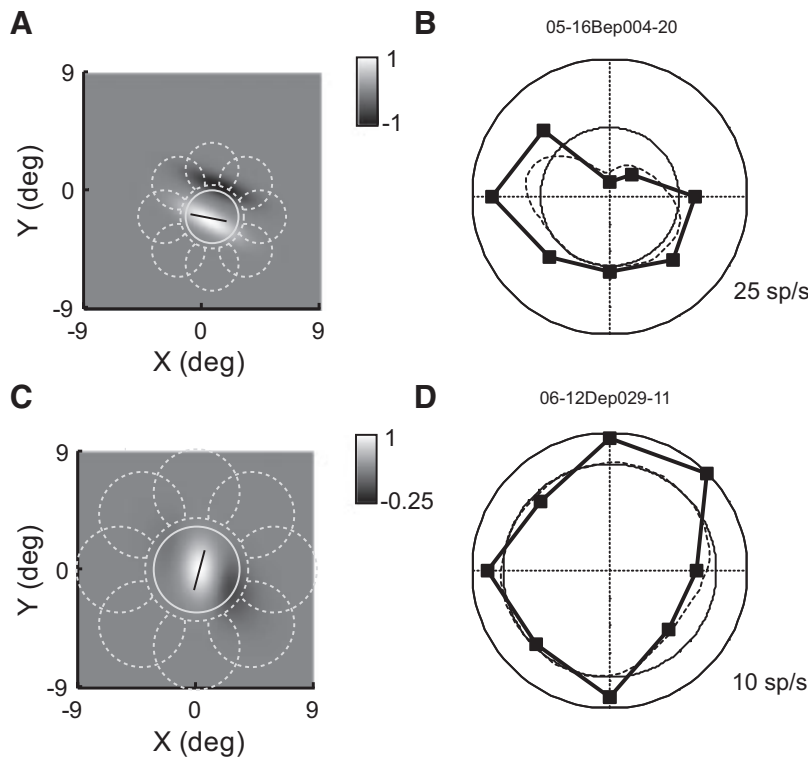 A
B
05-16Bep004-20
9
0
-9
Y (deg)
-9 0 9
X (deg)
1
-1
25 sp/s
C
D
06-12Dep029-11
9
0
-9
Y (deg)
-9 0 9
X (deg)
1
-0.25
10 sp/s